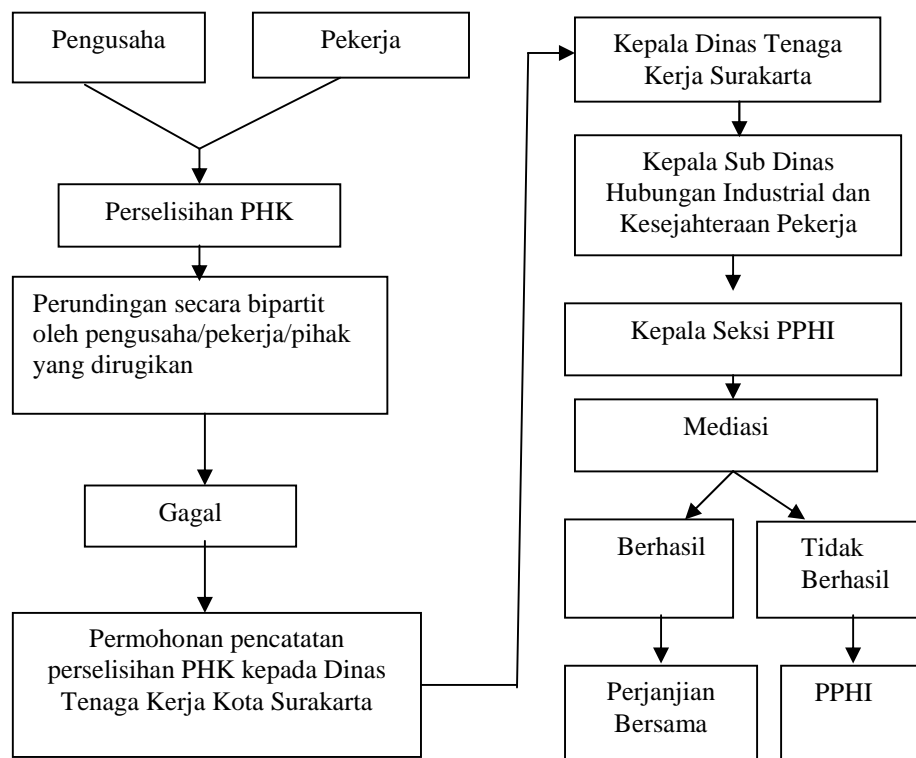 Pengusaha
Pekerja
Perselisihan PHK
Perundingan secara bipartit
oleh pengusaha/pekerja/pihak
yang dirugikan
Gagal
Permohonan pencatatan
perselisihan PHK kepada Dinas
Tenaga Kerja Kota Surakarta
Kepala Dinas Tenaga
Kerja Surakarta
Kepala Sub Dinas
Hubungan Industrial dan
Kesejahteraan Pekerja
Kepala Seksi PPHI
Mediasi
Berhasil
Tidak
Berhasil
Perjanjian
Bersama
PPHI